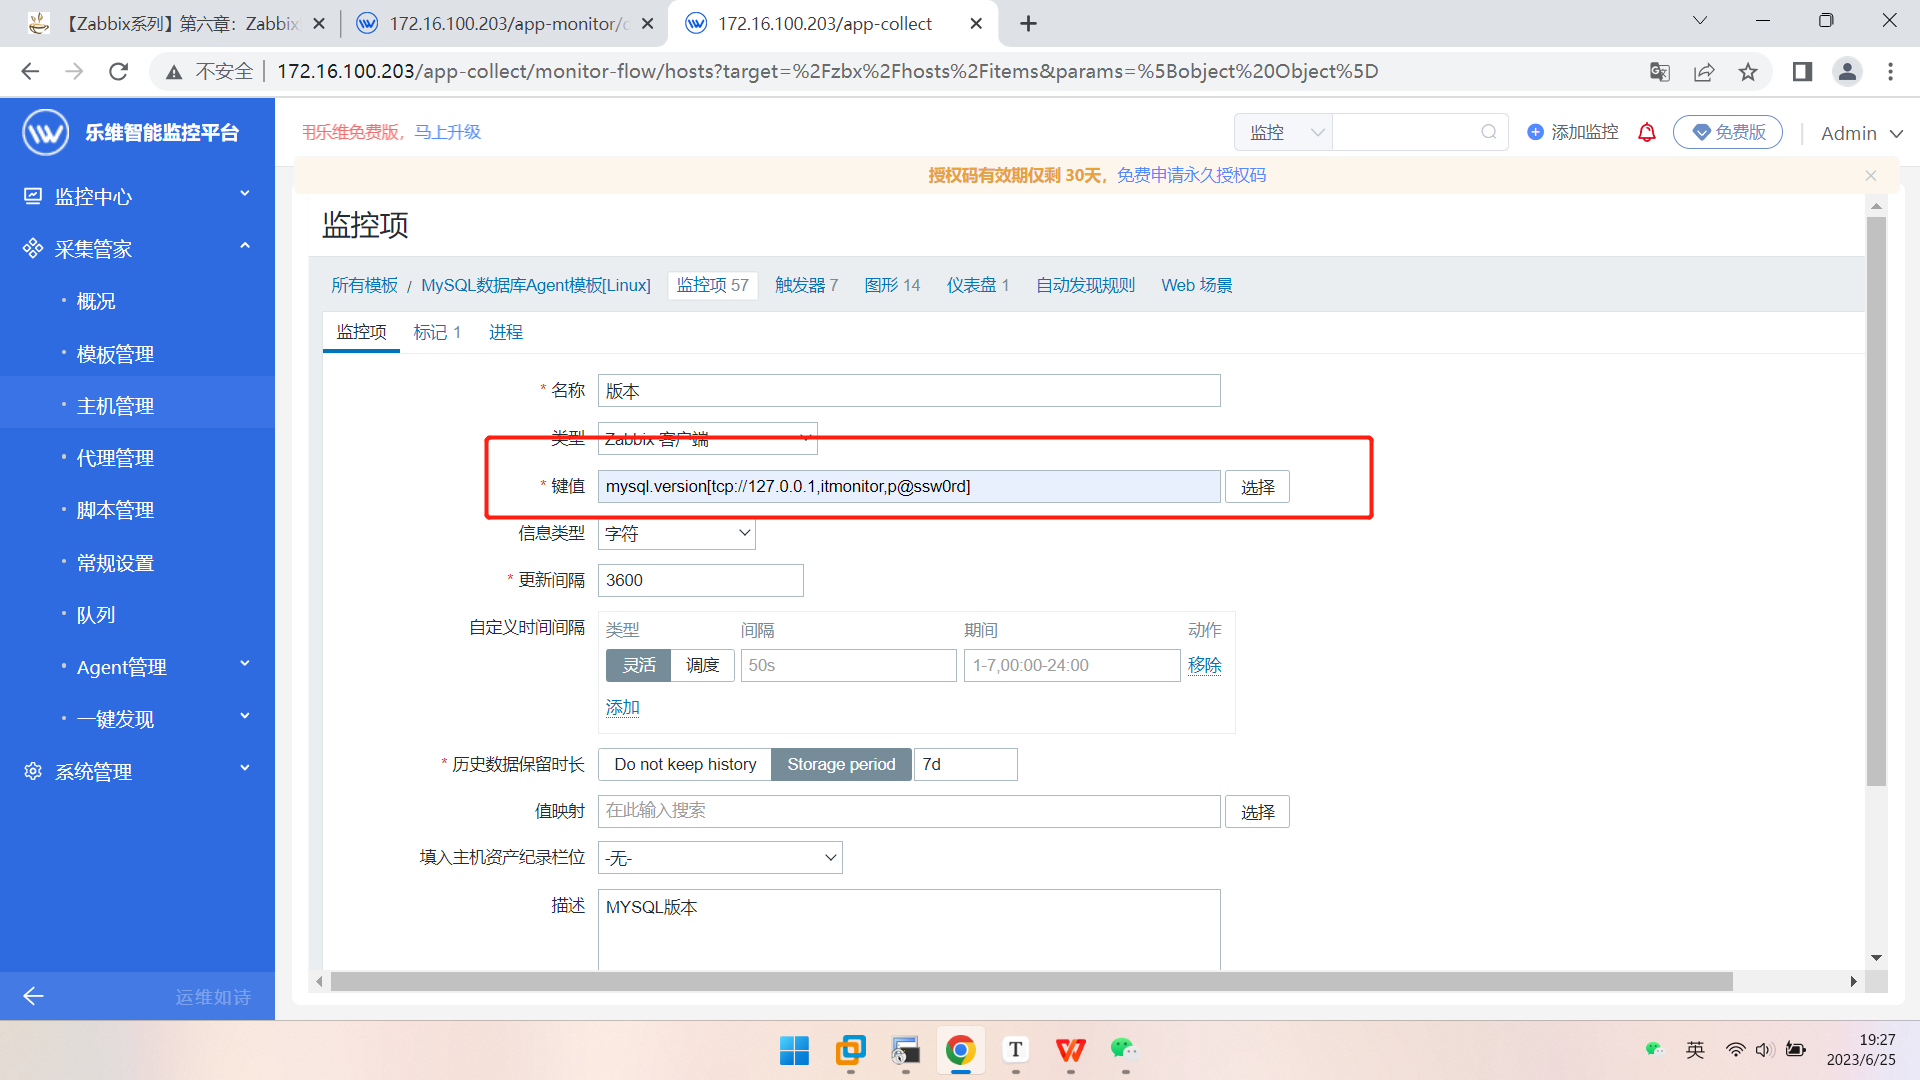 【Zabbix系列】第六章：Zabbix
172.16.100.203/app-monitor/
172.16.100.203/app-collect
不安全
172.16.100.203/app-collect/monitor-flow/hosts?target=%2Fzbx%2Fhosts%2Fitems&params=%5Bobject%20Object%5D
乐维智能监控平台
用乐维免费版，马上升级
监控
添加监控
免费版
Admin
授权码有效期仅剩 30天，免费申请永久授权码
监控中心
采集管家
概况
模板管理
主机管理
代理管理
脚本管理
常规设置
队列
Agent管理
一键发现
系统管理
运维如诗
监控项
所有模板 / MySQL数据库Agent模板[Linux] 监控项 57 触发器 7 图形 14 仪表盘 1 自动发现规则 Web 场景
监控项 标记 1 进程
* 名称 版本
类型 Zabbix 客户端
* 键值 mysql.version[tcp://127.0.0.1,itmonitor,p@ssw0rd] 选择
信息类型 字符
* 更新间隔 3600
自定义时间间隔 类型 间隔 期间 动作
灵活 调度 50s 1-7,00:00-24:00 移除
添加
* 历史数据保留时长 Do not keep history Storage period 7d
值映射 在此输入搜索 选择
填入主机资产纪录栏位 -无-
描述 MYSQL版本
英
19:27
2023/6/25